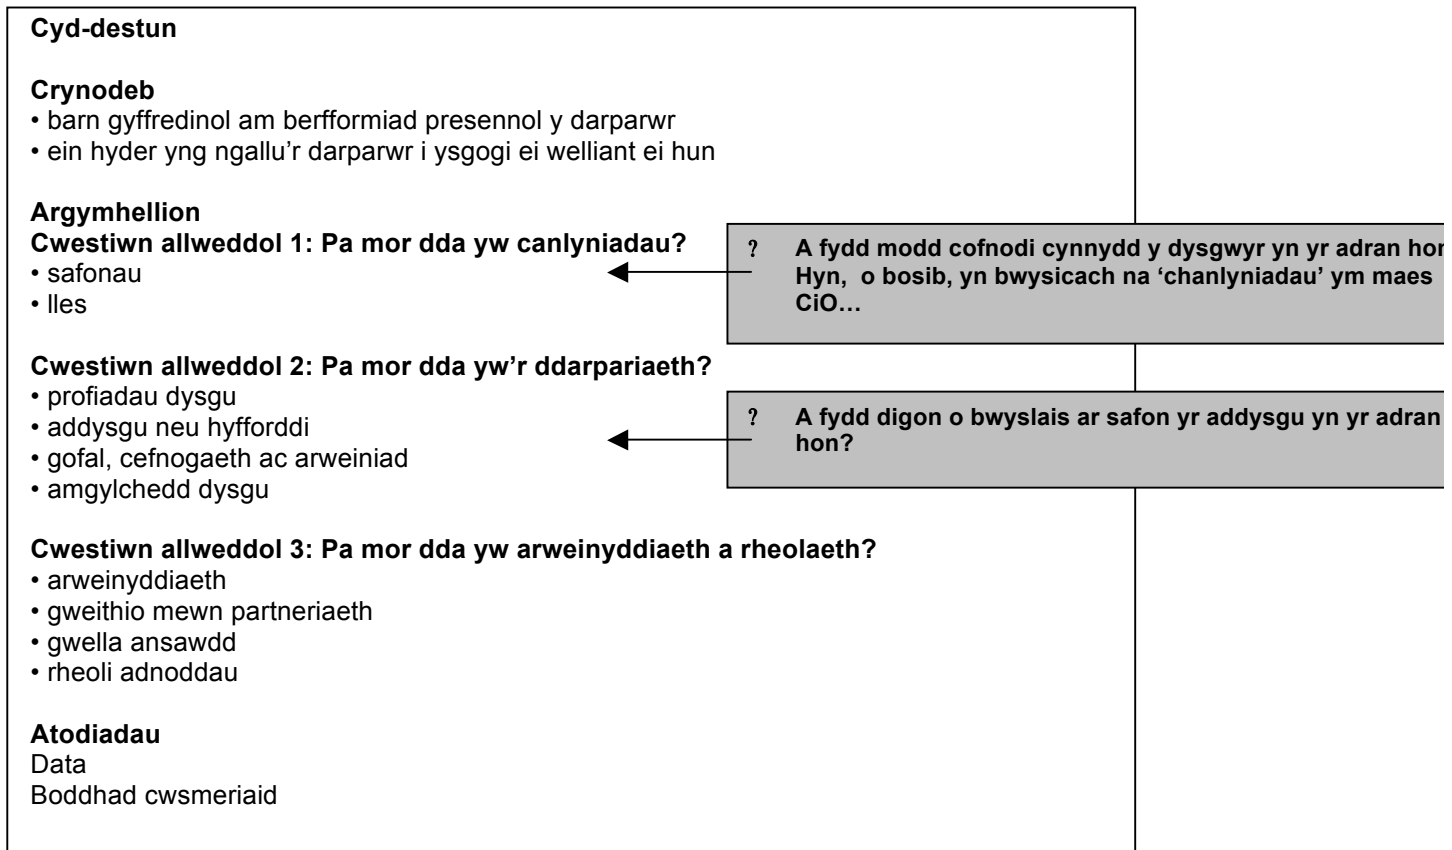 Cyd-destun
Crynodeb
• barn gyffredinol am berfformiad presennol y darparwr
• ein hyder yng ngallu'r darparwr i ysgogi ei welliant ei hun
Argymhellion
Cwestiwn allweddol 1: Pa mor dda yw canlyniadau?
• safonau
• lles
? A fydd modd cofnodi cynnydd y dysgwyr yn yr adran
Hyn, o bosib, yn bwysicach na ‘chanlyniadau’ ym maes
CiO…
Cwestiwn allweddol 2: Pa mor dda yw’r ddarpariaeth?
• profiadau dysgu
• addysgu neu hyfforddi
• gofal, cefnogaeth ac arweiniad
• amgylchedd dysgu
? A fydd digon o bwyslais ar safon yr addysgu yn yr adran
hon?
Cwestiwn allweddol 3: Pa mor dda yw arweinyddiaeth a rheolaeth?
• arweinyddiaeth
• gweithio mewn partneriaeth
• gwella ansawdd
• rheoli adnoddau
Atodiadau
Data
Boddhad cwsmeriaid